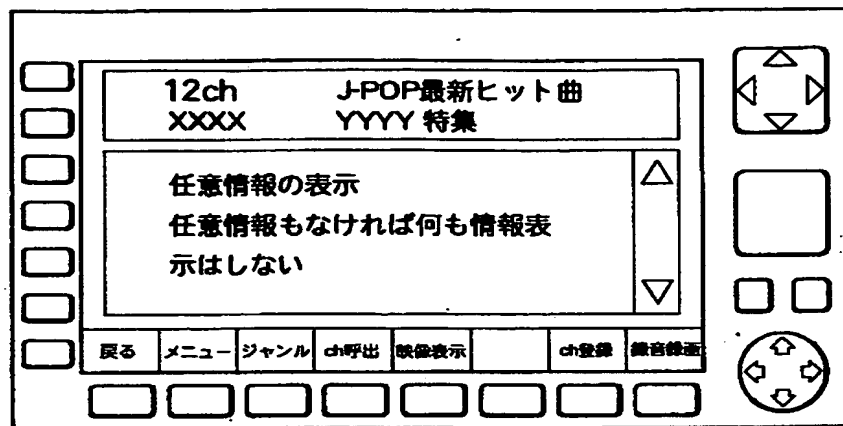 12ch J-POP最新ヒット曲
XXXX YYYY 特集
任意情報の表示
任意情報もなければ何も情報表
示はしない
戻る メニュー ジャンル ch呼出 映像表示 ch登録 録音録画